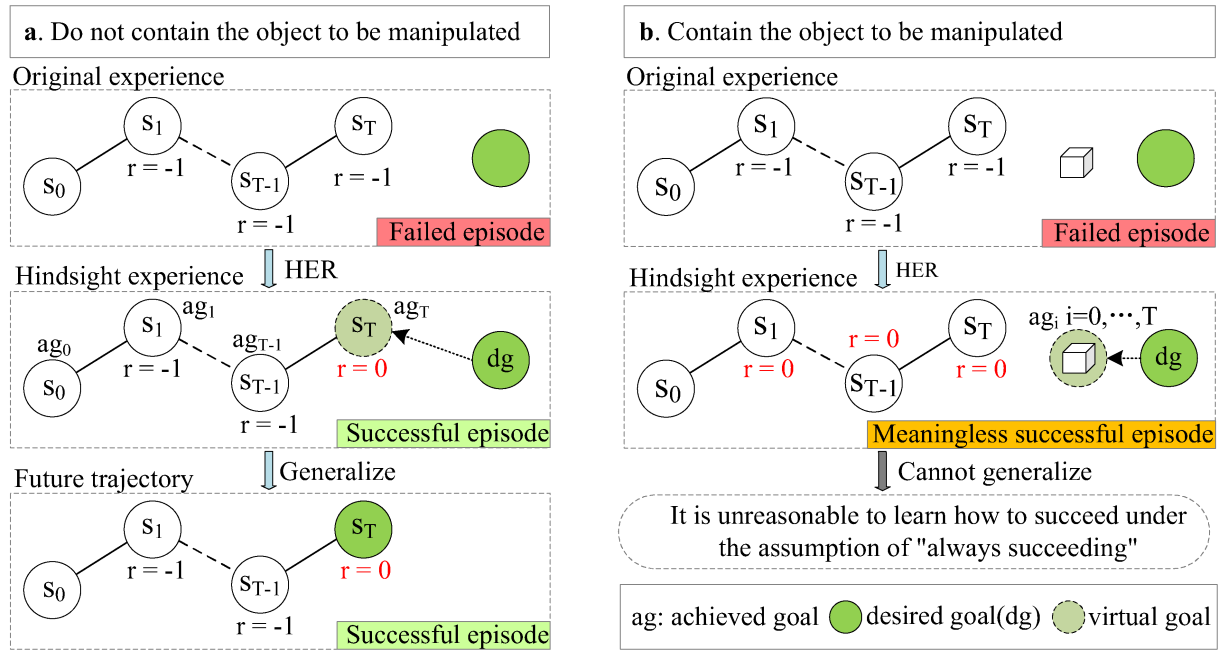 a. Do not contain the object to be manipulated
Original experience
S0
S1
r = -1
ST-1
r = -1
ST
r = -1
Failed episode
HER
Hindsight experience
ag0
S0
ag1
S1
r = -1
agT-1
ST-1
r = -1
agT
ST
r = 0
dg
Successful episode
Generalize
Future trajectory
S0
S1
r = -1
ST-1
r = -1
ST
r = 0
Successful episode
b. Contain the object to be manipulated
Original experience
S0
S1
r = -1
ST-1
r = -1
ST
r = -1
Failed episode
HER
Hindsight experience
S0
S1
r = 0
r = 0
ST-1
ST
r = 0
agi i=0,⋯,T
dg
Meaningless successful episode
Cannot generalize
It is unreasonable to learn how to succeed under
the assumption of "always succeeding"
ag: achieved goal desired goal(dg) virtual goal